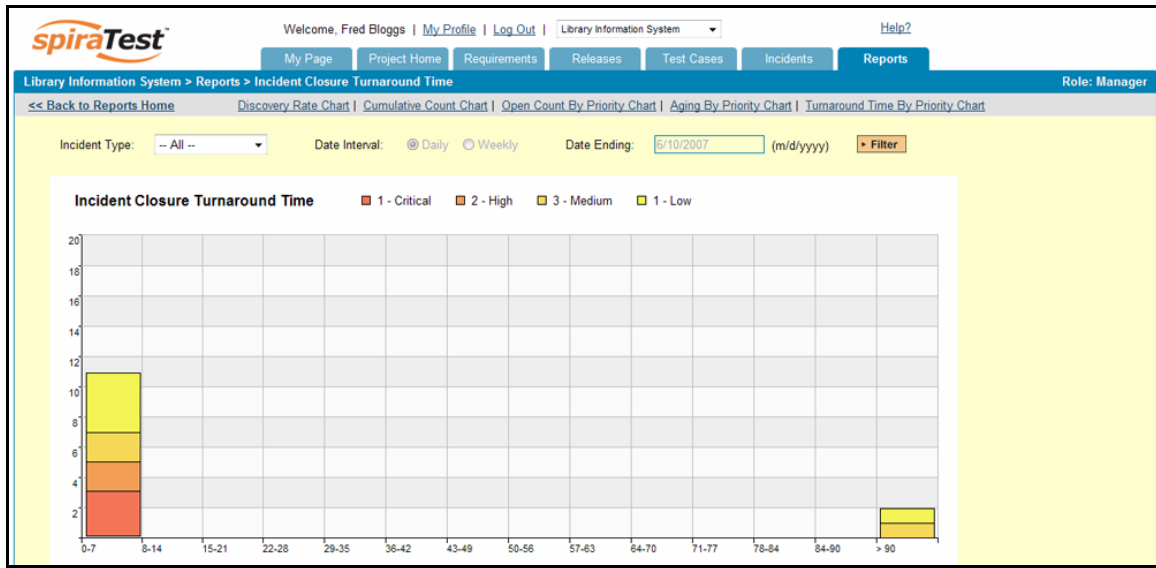 spiraTest™
Welcome, Fred Bloggs | My Profile | Log Out | Library Information System Help?
My Page Project Home Requirements Releases Test Cases Incidents Reports
Library Information System > Reports > Incident Closure Turnaround Time Role: Manager
<< Back to Reports Home Discovery Rate Chart | Cumulative Count Chart | Open Count By Priority Chart | Aging By Priority Chart | Turnaround Time By Priority Chart
Incident Type: -- All -- Date Interval: Daily Weekly Date Ending: 6/10/2007 (m/d/yyyy) Filter
Incident Closure Turnaround Time 1 - Critical 2 - High 3 - Medium 1 - Low
20
18
16
14
12
10
8
6
4
2
0-7 8-14 15-21 22-28 29-35 36-42 43-49 50-56 57-63 64-70 71-77 78-84 84-90 > 90